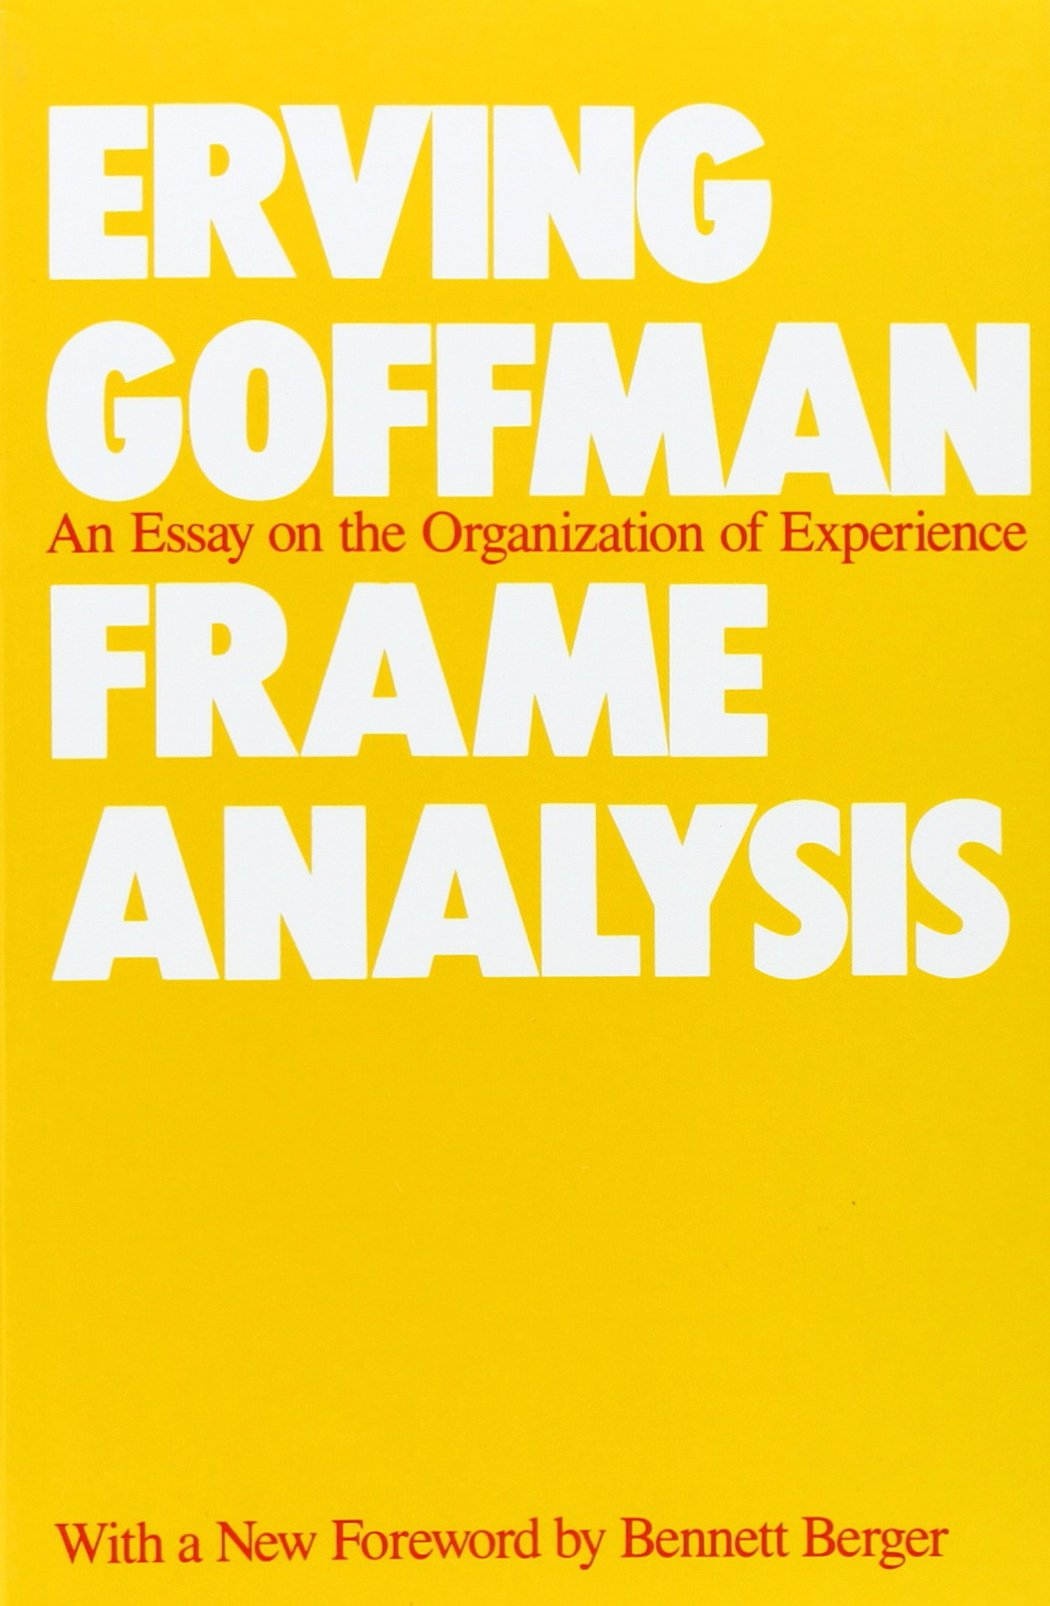 ERVING
GOFFMAN
An Essay on the Organization of Experience
FRAME
ANALYSIS
With a New Foreword by Bennett Berger